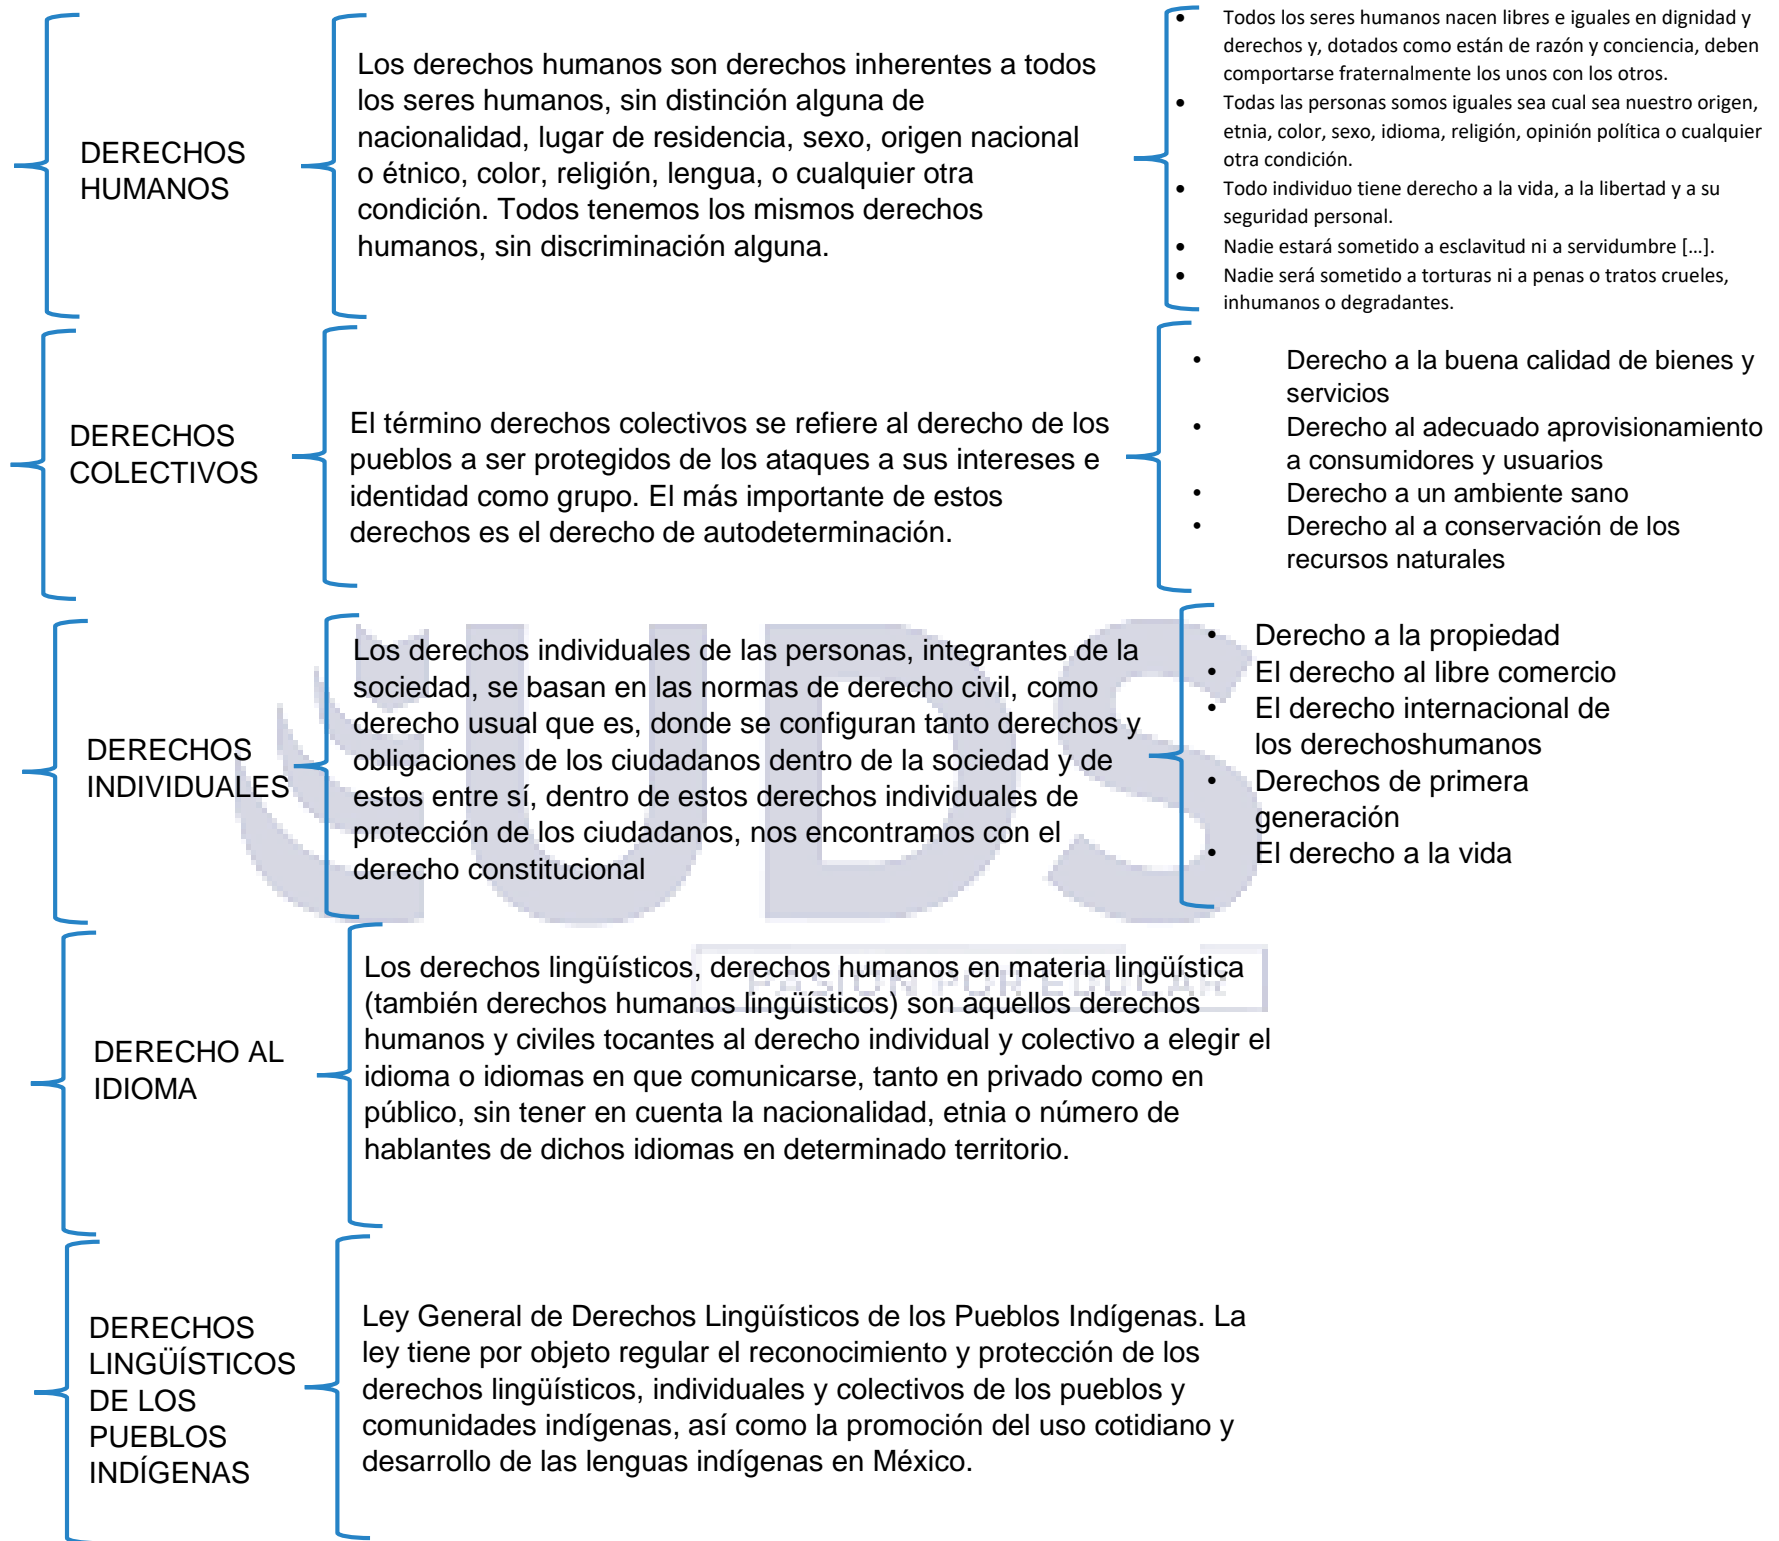 DERECHOS
HUMANOS
Los derechos humanos son derechos inherentes a todos
los seres humanos, sin distinción alguna de
nacionalidad, lugar de residencia, sexo, origen nacional
o étnico, color, religión, lengua, o cualquier otra
condición. Todos tenemos los mismos derechos
humanos, sin discriminación alguna.
• Todos los seres humanos nacen libres e iguales en dignidad y
derechos y, dotados como están de razón y conciencia, deben
comportarse fraternalmente los unos con los otros.
• Todas las personas somos iguales sea cual sea nuestro origen,
etnia, color, sexo, idioma, religión, opinión política o cualquier
otra condición.
• Todo individuo tiene derecho a la vida, a la libertad y a su
seguridad personal.
• Nadie estará sometido a esclavitud ni a servidumbre […].
• Nadie será sometido a torturas ni a penas o tratos crueles,
inhumanos o degradantes.
DERECHOS
COLECTIVOS
El término derechos colectivos se refiere al derecho de los
pueblos a ser protegidos de los ataques a sus intereses e
identidad como grupo. El más importante de estos
derechos es el derecho de autodeterminación.
• Derecho a la buena calidad de bienes y
servicios
• Derecho al adecuado aprovisionamiento
a consumidores y usuarios
• Derecho a un ambiente sano
• Derecho al a conservación de los
recursos naturales
DERECHOS
INDIVIDUALES
Los derechos individuales de las personas, integrantes de la
sociedad, se basan en las normas de derecho civil, como
derecho usual que es, donde se configuran tanto derechos y
obligaciones de los ciudadanos dentro de la sociedad y de
estos entre sí, dentro de estos derechos individuales de
protección de los ciudadanos, nos encontramos con el
derecho constitucional
• Derecho a la propiedad
• El derecho al libre comercio
• El derecho internacional de
los derechoshumanos
• Derechos de primera
generación
• El derecho a la vida
UDS
PASIÓN POR EDUCAR
DERECHO AL
IDIOMA
Los derechos lingüísticos, derechos humanos en materia lingüística
(también derechos humanos lingüísticos) son aquellos derechos
humanos y civiles tocantes al derecho individual y colectivo a elegir el
idioma o idiomas en que comunicarse, tanto en privado como en
público, sin tener en cuenta la nacionalidad, etnia o número de
hablantes de dichos idiomas en determinado territorio.
DERECHOS
LINGÜÍSTICOS
DE LOS
PUEBLOS
INDÍGENAS
Ley General de Derechos Lingüísticos de los Pueblos Indígenas. La
ley tiene por objeto regular el reconocimiento y protección de los
derechos lingüísticos, individuales y colectivos de los pueblos y
comunidades indígenas, así como la promoción del uso cotidiano y
desarrollo de las lenguas indígenas en México.